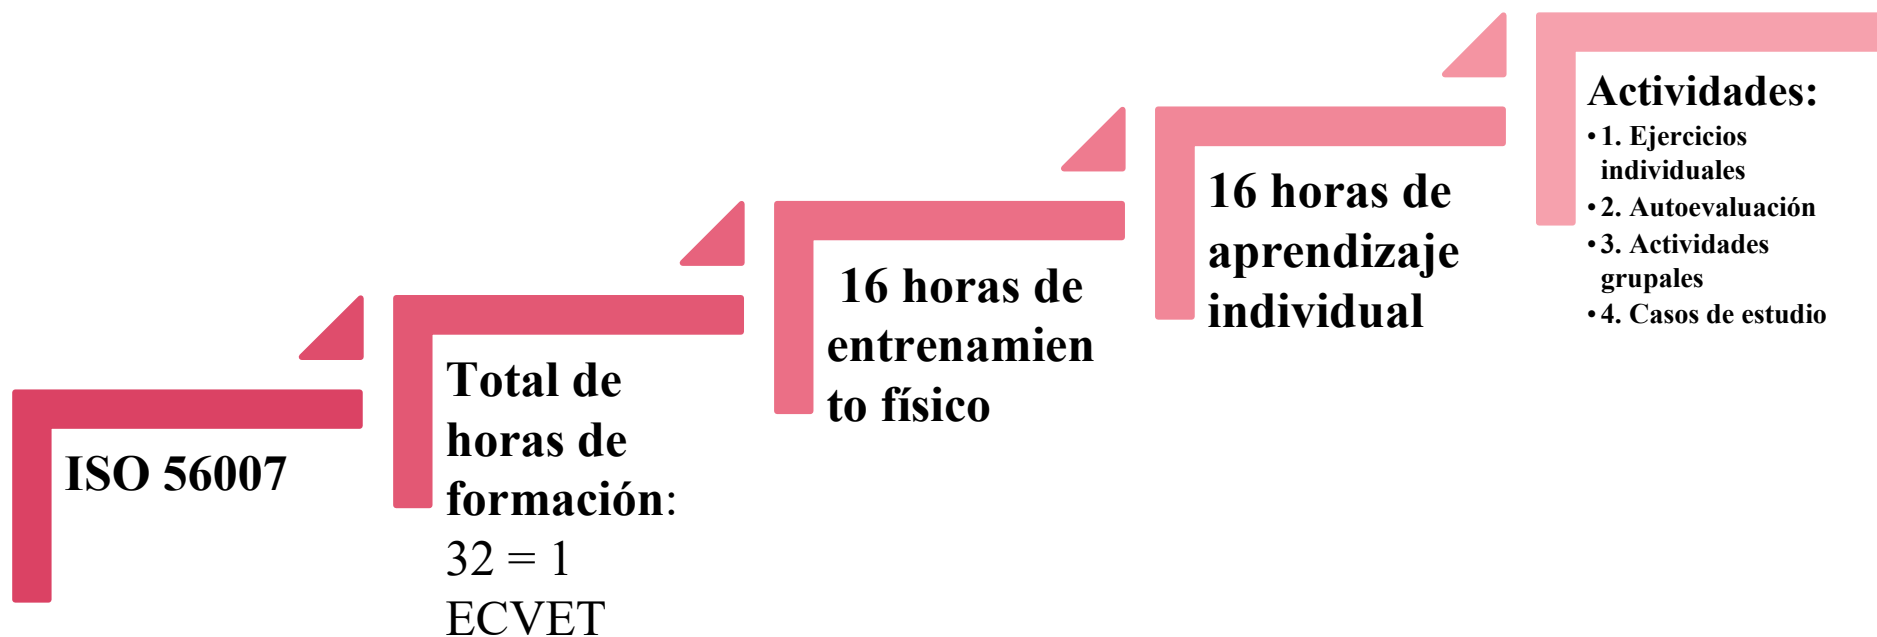 ISO 56007
Total de
horas de
formación:
32 = 1
ECVET
16 horas de
entrenamien
to físico
16 horas de
aprendizaje
individual
Actividades:
• 1. Ejercicios
individuales
• 2. Autoevaluación
• 3. Actividades
grupales
• 4. Casos de estudio